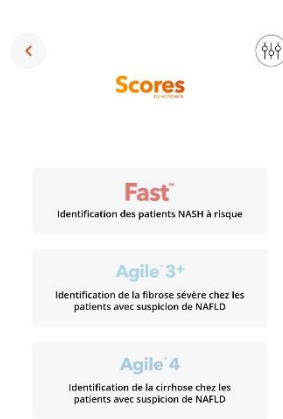 Scores
by echosens
Fast™
Identification des patients NASH à risque
Agile™ 3+
Identification de la fibrose sévère chez les
patients avec suspicion de NAFLD
Agile™ 4
Identification de la cirrhose chez les
patients avec suspicion de NAFLD